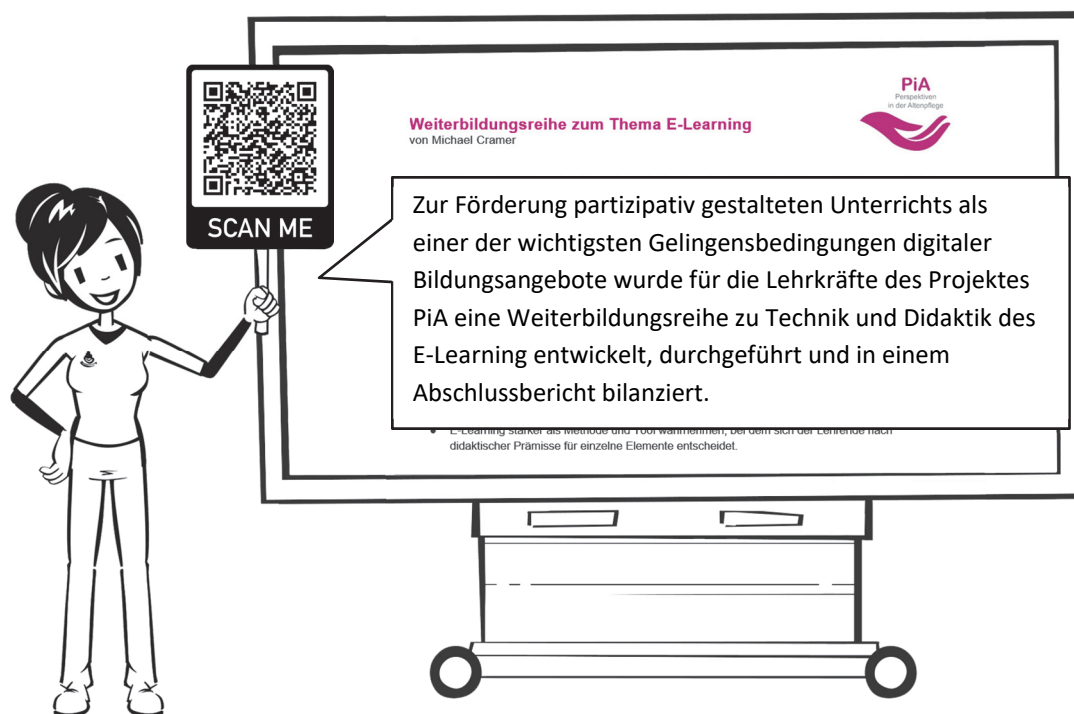 PiA
Perspektiven
in der Altenpflege
Weiterbildungsreihe zum Thema E-Learning
von Michael Cramer
SCAN ME
Zur Förderung partizipativ gestalteten Unterrichts als
einer der wichtigsten Gelingensbedingungen digitaler
Bildungsangebote wurde für die Lehrkräfte des Projektes
PiA eine Weiterbildungsreihe zu Technik und Didaktik des
E-Learning entwickelt, durchgeführt und in einem
Abschlussbericht bilanziert.
E-Learning stärker als Methode und Tool wahrnehmen, bei dem sich der Lehrende nach
didaktischer Prämisse für einzelne Elemente entscheidet.